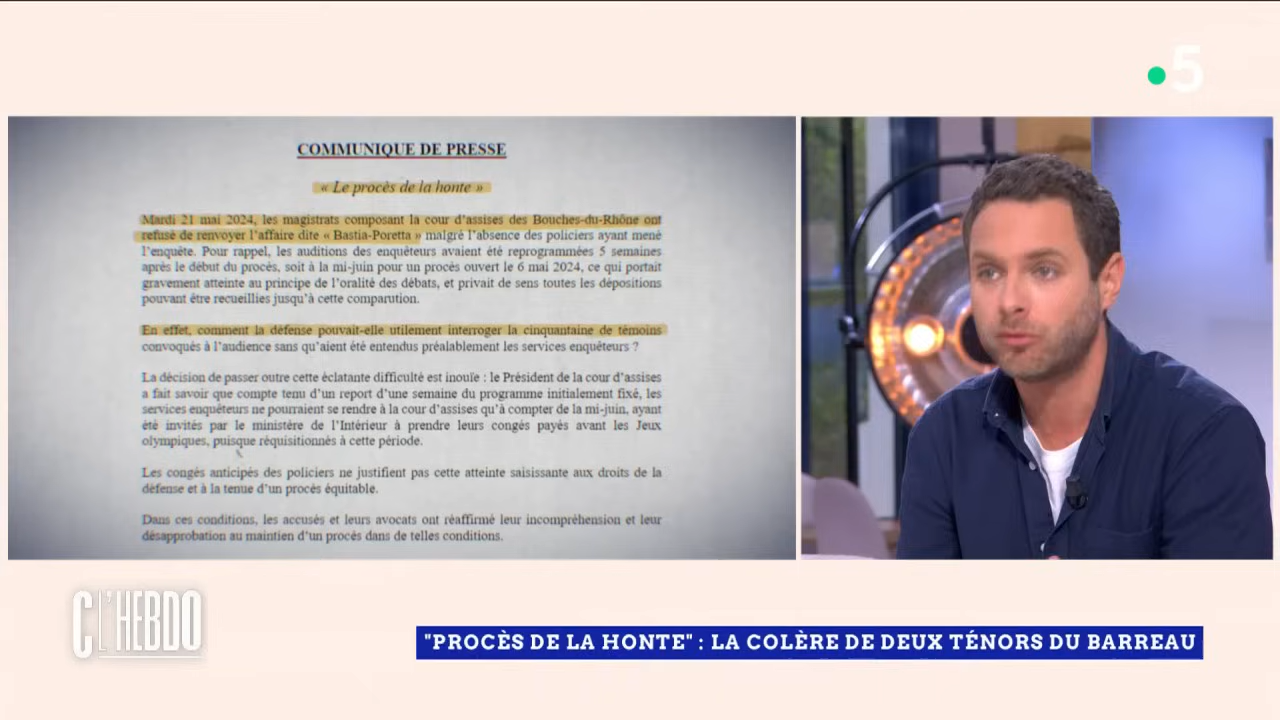 5
COMMUNIQUE DE PRESSE
« Le procès de la honte »
Mardi 21 mai 2024, les magistrats composant la cour d'assises des Bouches-du-Rhône ont
refusé de renvoyer l'affaire dite « Bastia-Poretta » malgré l'absence des policiers ayant mené
l'enquête. Pour rappel, les auditions des enquêteurs avaient été reprogrammées 5 semaines
après le début du procès, soit à la mi-juin pour un procès ouvert le 6 mai 2024, ce qui portait
gravement atteinte au principe de l'oralité des débats, et privait de sens toutes les dépositions
pouvant être recueillies jusqu'à cette comparution.
En effet, comment la défense pouvait-elle utilement interroger la cinquantaine de témoins
convoqués à l'audience sans qu'aient été entendus préalablement les services enquêteurs ?
La décision de passer outre cette éclatante difficulté est inouïe : le Président de la cour d'assises
a fait savoir que compte tenu d'un report d'une semaine du programme initialement fixé, les
services enquêteurs ne pourraient se rendre à la cour d'assises qu'à compter de la mi-juin, ayant
été invités par le ministère de l'Intérieur à prendre leurs congés payés avant les Jeux
olympiques, puisque réquisitionnés à cette période.
Les congés anticipés des policiers ne justifient pas cette atteinte saisissante aux droits de la
défense et à la tenue d'un procès équitable.
Dans ces conditions, les accusés et leurs avocats ont réaffirmé leur incompréhension et leur
désapprobation au maintien d'un procès dans de telles conditions.
C L'HEBDO
"PROCÈS DE LA HONTE" : LA COLÈRE DE DEUX TÉNORS DU BARREAU